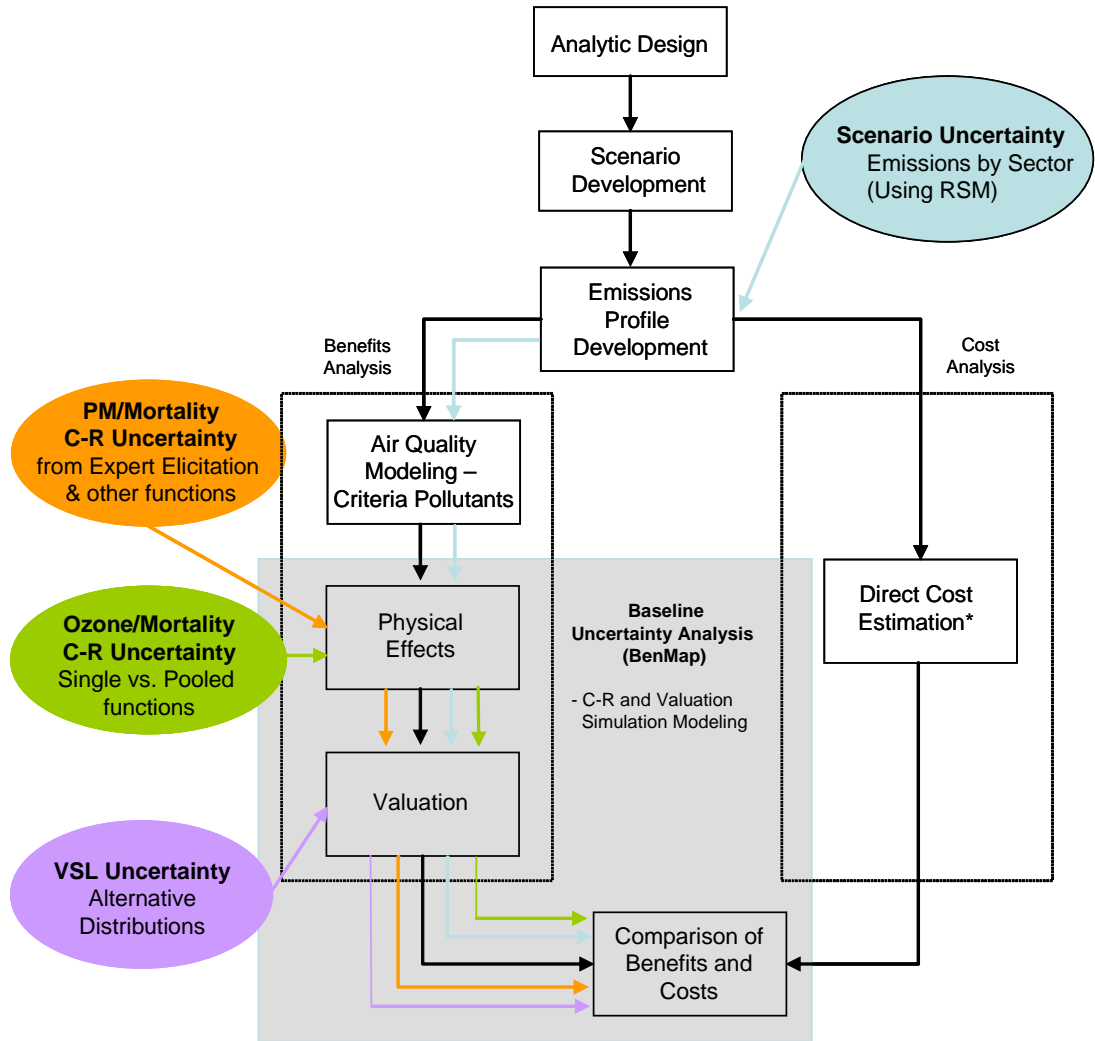 Analytic Design
Scenario
Development
Scenario Uncertainty
Emissions by Sector
(Using RSM)
Emissions
Profile
Development
Benefits
Analysis
Cost
Analysis
PM/Mortality
C-R Uncertainty
from Expert Elicitation
& other functions
Air Quality
Modeling –
Criteria Pollutants
Ozone/Mortality
C-R Uncertainty
Single vs. Pooled
functions
Physical
Effects
Baseline
Uncertainty Analysis
(BenMap)
- C-R and Valuation
Simulation Modeling
Direct Cost
Estimation*
Valuation
VSL Uncertainty
Alternative
Distributions
Comparison of
Benefits and
Costs